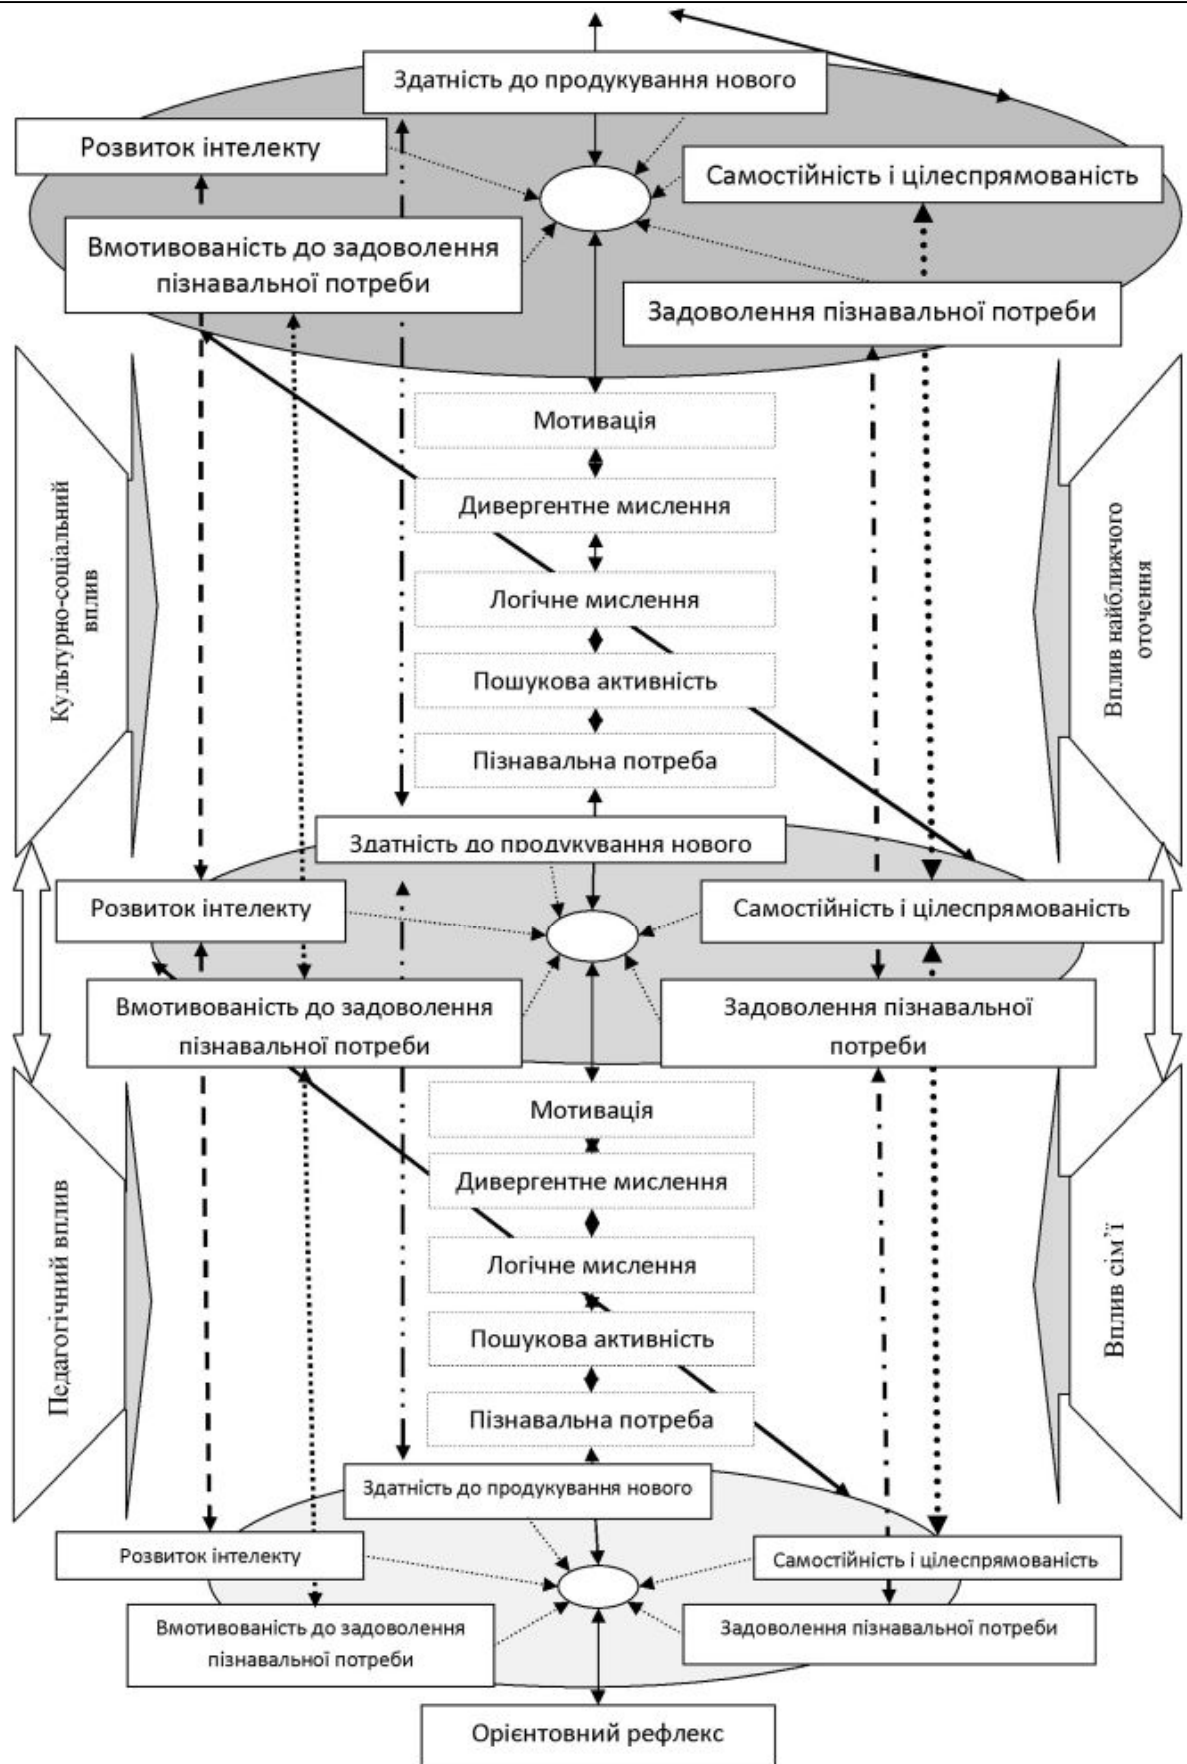 Здатність до продукування нового
Розвиток інтелекту
Самостійність і цілеспрямованість
Вмотивованість до задоволення
пізнавальної потреби
Задоволення пізнавальної потреби
Мотивація
Дивергентне мислення
Логічне мислення
Пошукова активність
Пізнавальна потреба
Культурно-соціальний
вплив
Вплив найближчого
оточення
Здатність до продукування нового
Розвиток інтелекту
Самостійність і цілеспрямованість
Вмотивованість до задоволення
пізнавальної потреби
Задоволення пізнавальної
потреби
Мотивація
Дивергентне мислення
Логічне мислення
Пошукова активність
Пізнавальна потреба
Педагогічний вплив
Вплив сім’ї
Здатність до продукування нового
Розвиток інтелекту
Самостійність і цілеспрямованість
Вмотивованість до задоволення
пізнавальної потреби
Задоволення пізнавальної потреби
Орієнтовний рефлекс